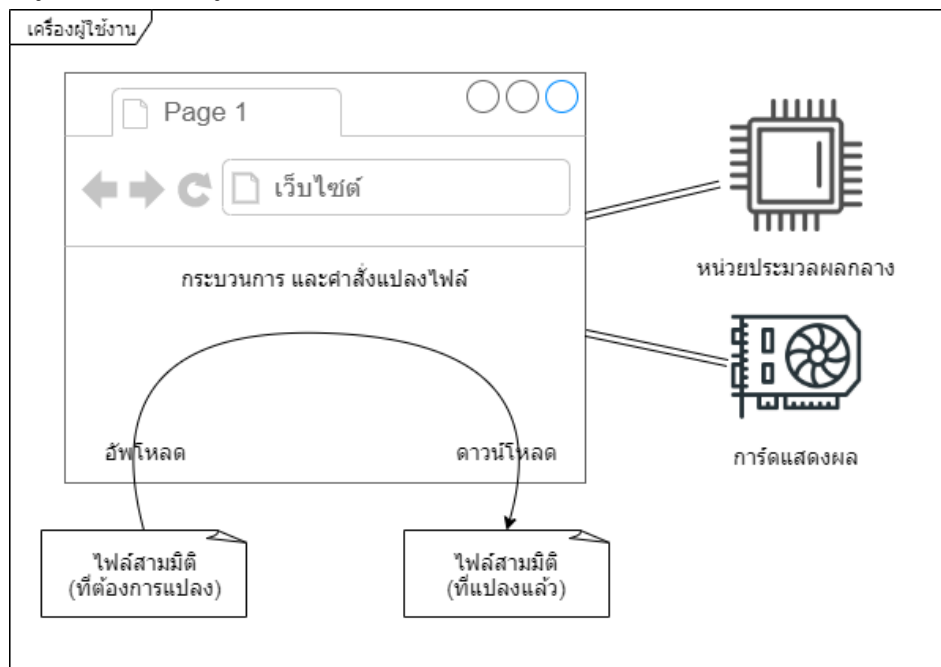 เครื่องผู้ใช้งาน
Page 1
เว็บไซต์
กระบวนการ และคำสั่งแปลงไฟล์
หน่วยประมวลผลกลาง
อัพโหลด
ดาวน์โหลด
การ์ดแสดงผล
ไฟล์สามมิติ
(ที่ต้องการแปลง)
ไฟล์สามมิติ
(ที่แปลงแล้ว)